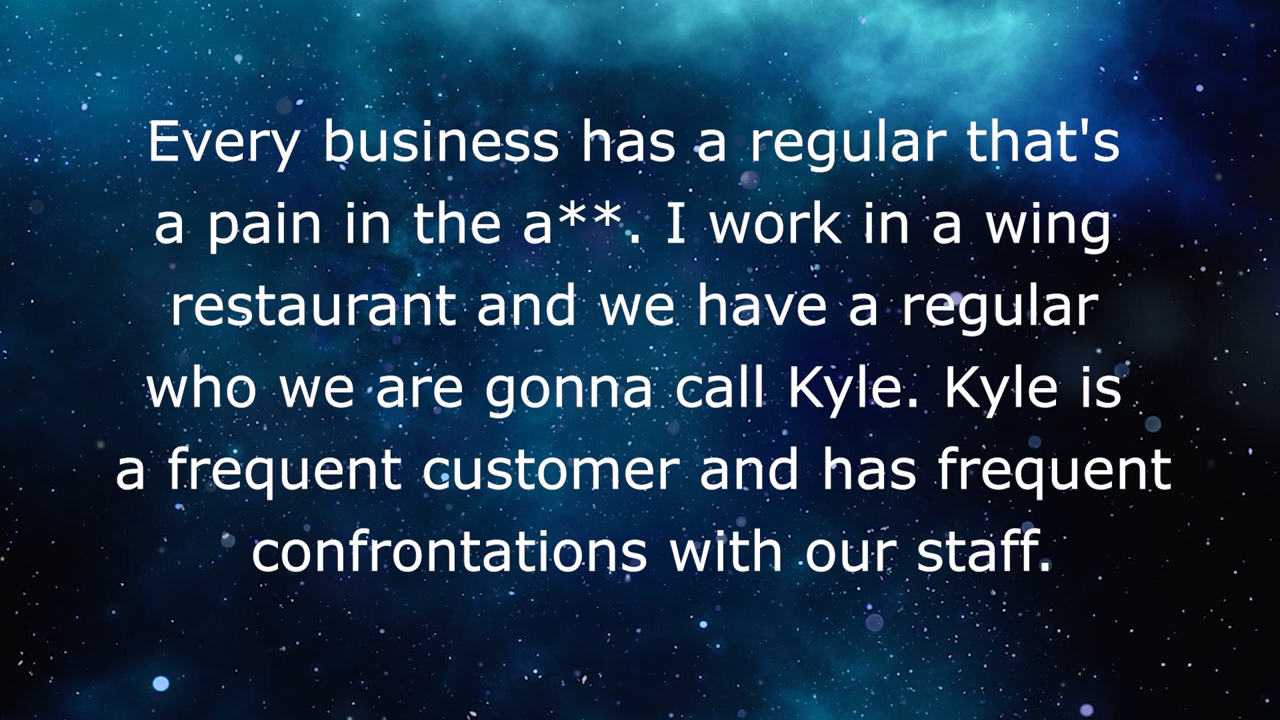 Every business has a regular that's
a pain in the a**. I work in a wing
restaurant and we have a regular
who we are gonna call Kyle. Kyle is
a frequent customer and has frequent
confrontations with our staff.